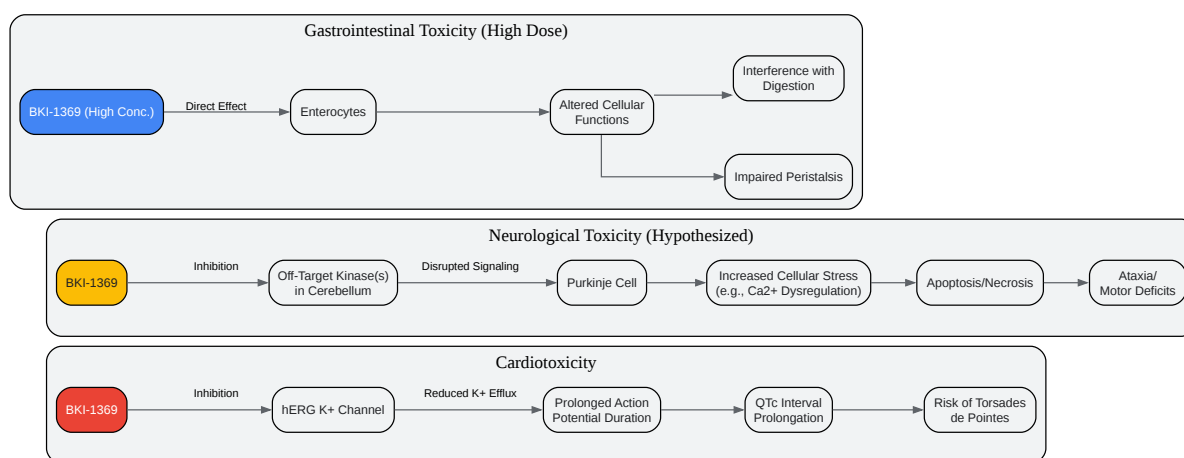 Gastrointestinal Toxicity (High Dose)
BKI-1369 (High Conc.)
Direct Effect
Enterocytes
Altered Cellular
Functions
Interference with
Digestion
Impaired Peristalsis
Neurological Toxicity (Hypothesized)
BKI-1369
Inhibition
Off-Target Kinase(s)
in Cerebellum
Disrupted Signaling
Purkinje Cell
Increased Cellular Stress
(e.g., Ca2+ Dysregulation)
Apoptosis/Necrosis
Ataxia/
Motor Deficits
Cardiotoxicity
BKI-1369
Inhibition
hERG K+ Channel
Reduced K+ Efflux
Prolonged Action
Potential Duration
QTc Interval
Prolongation
Risk of Torsades
de Pointes